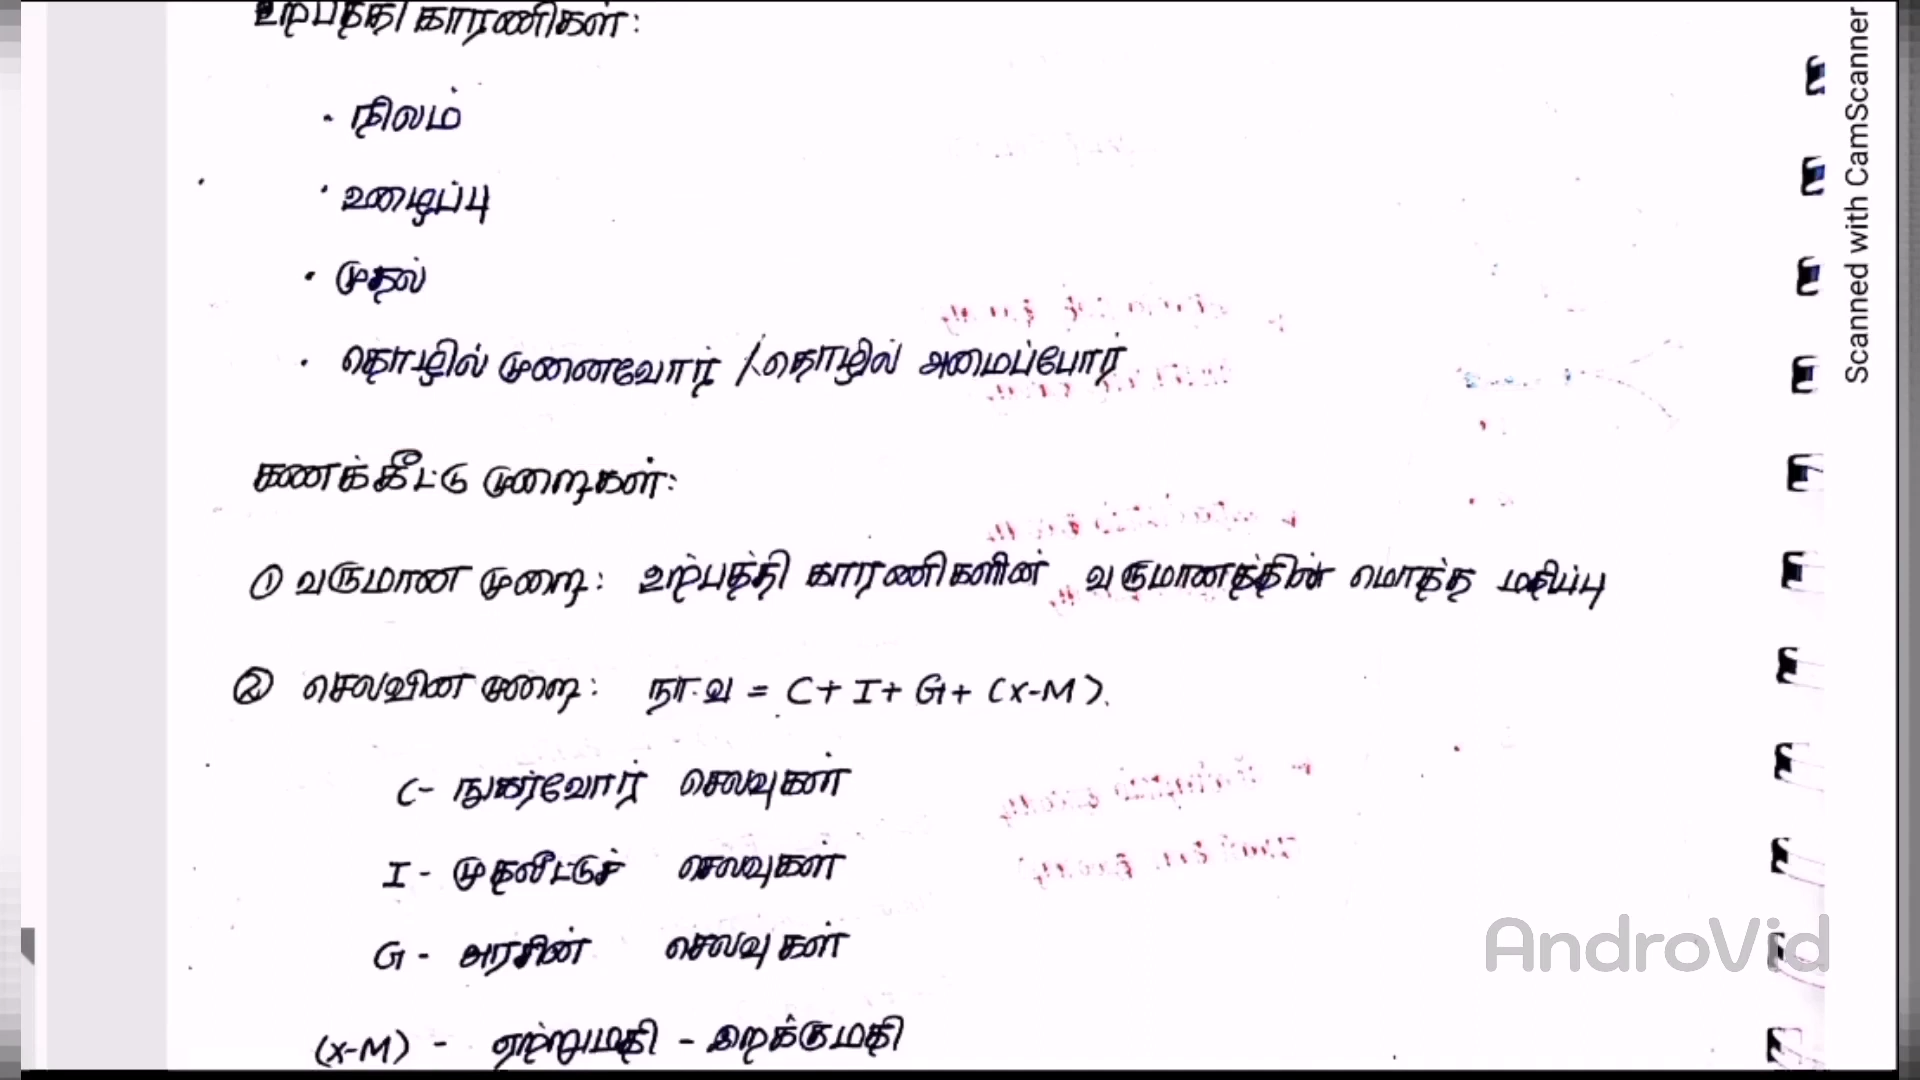 உற்பத்தி காரணிகள்:
· நிலம்
· உழைப்பு
· முதல்
· தொழில் முனைவோர் / தொழில் அமைப்போர்
கணக்கீட்டு முறைகள்:
① வருமான முறை: உற்பத்தி காரணிகளின் வருமானத்தின் மொத்த மதிப்பு
② செலவின முறை: நா.வ = C+ I+ G+ (X-M).
C- நுகர்வோர் செலவுகள்
I - முதலீட்டுச் செலவுகள்
G - அரசின் செலவுகள்
(X-M) - ஏற்றுமதி - இறக்குமதி
Scanned with CamScanner
AndroVid